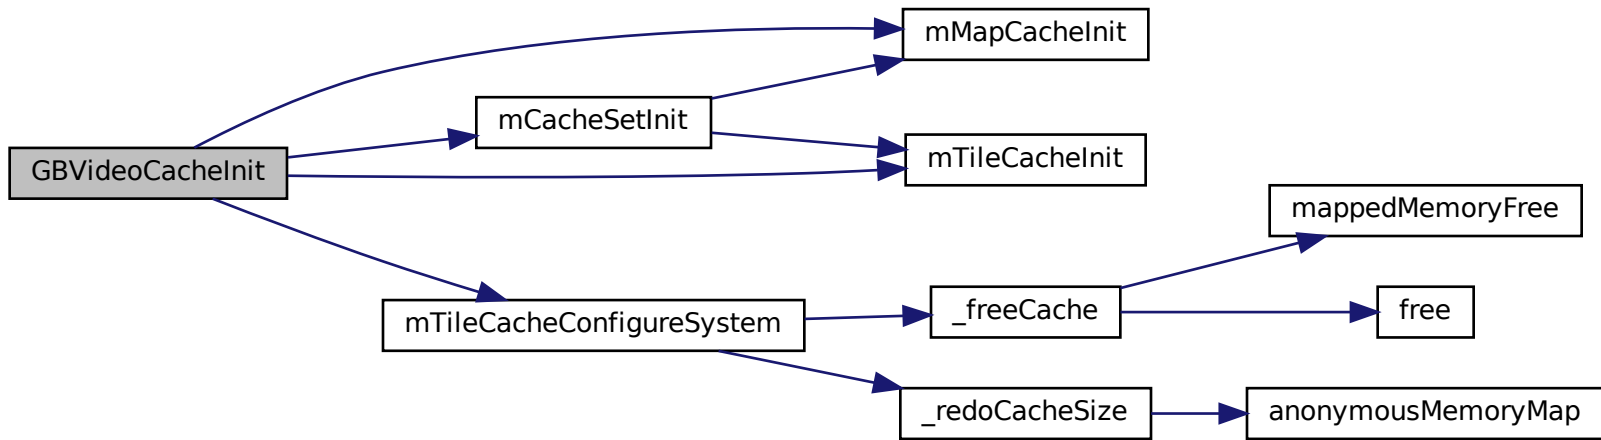 GBVideoCacheInit
mMapCacheInit
mCacheSetInit
mTileCacheInit
mTileCacheConfigureSystem
_freeCache
mappedMemoryFree
free
_redoCacheSize
anonymousMemoryMap